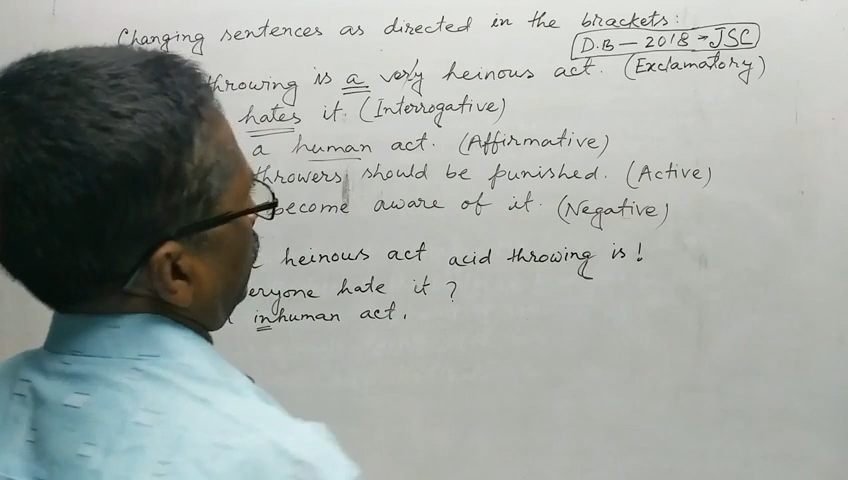 Changing sentences as directed in the brackets:
D.B - 2018 - JSC
throwing is a very heinous act. (Exclamatory)
hates it. (Interrogative)
a human act. (Affirmative)
throwers should be punished. (Active)
become aware of it. (Negative)
heinous act acid throwing is!
eryone hate it?
inhuman act.